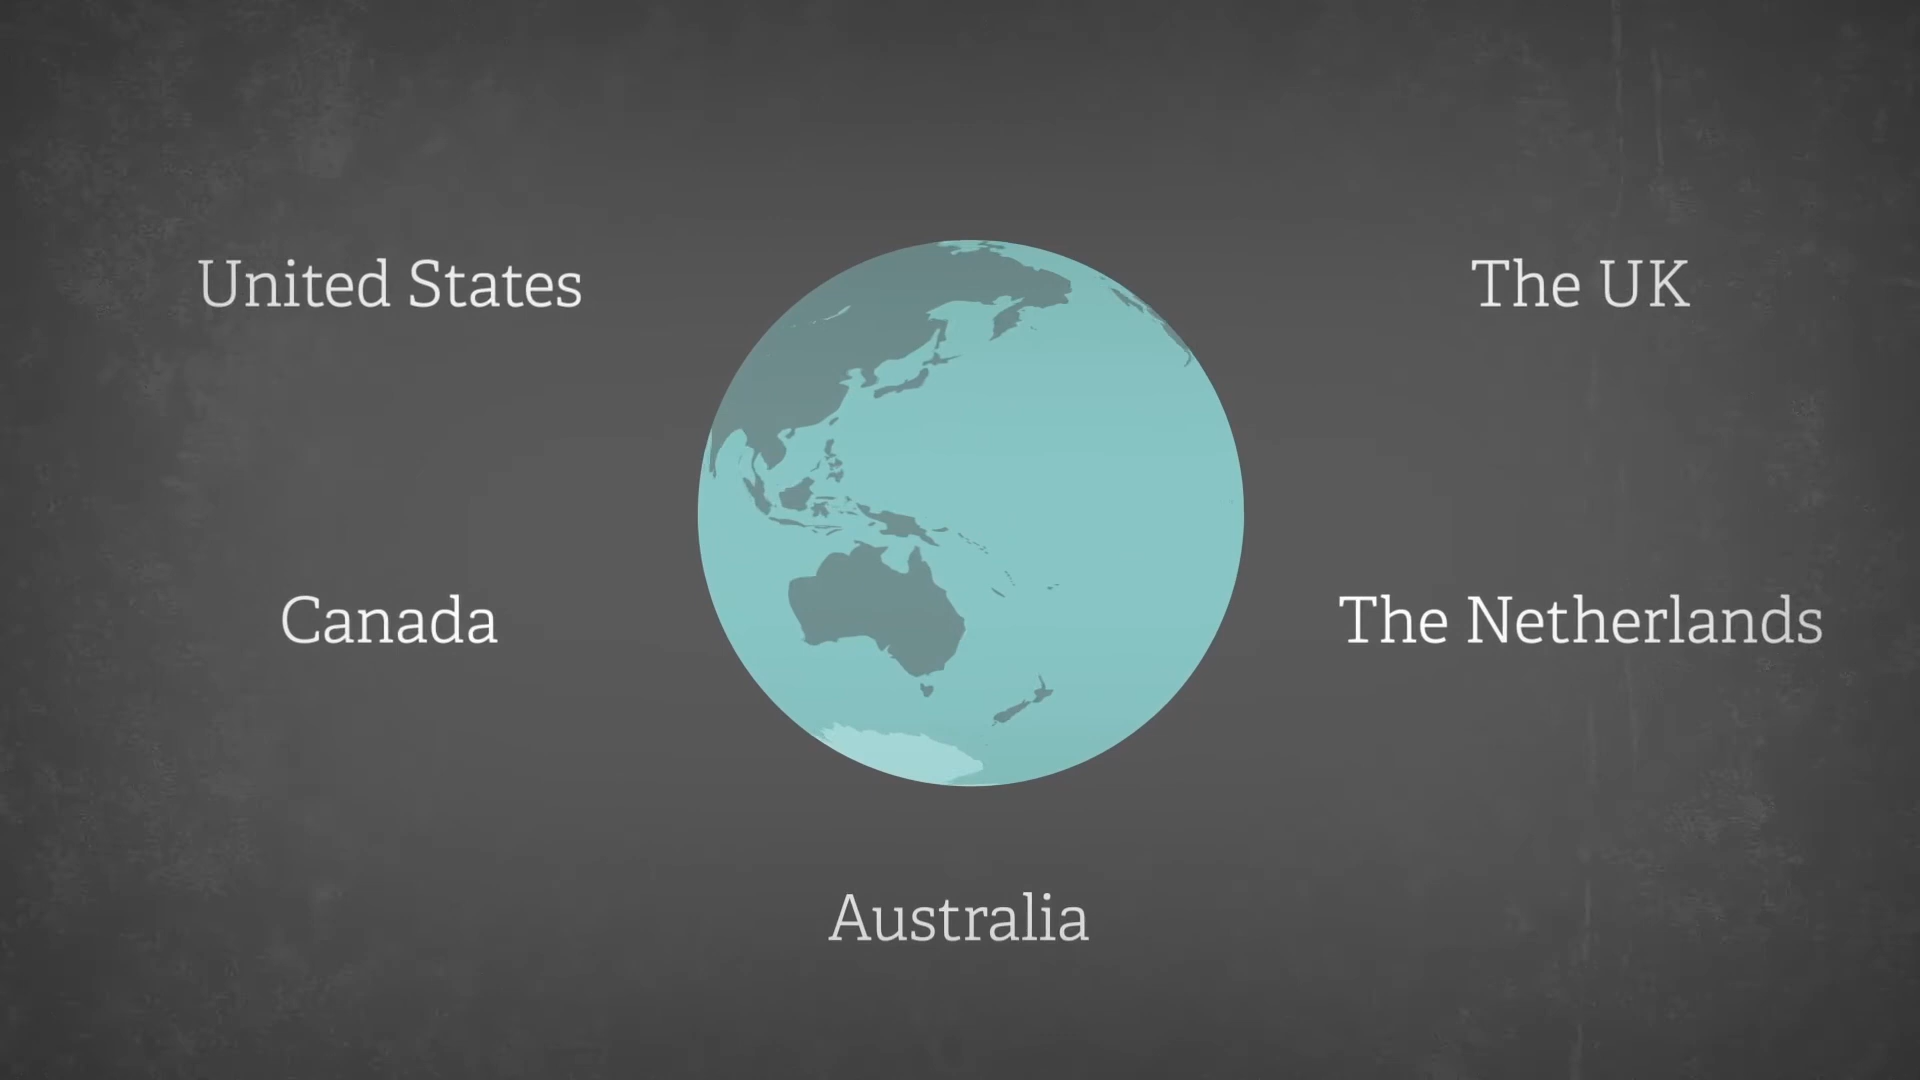 United States
The UK
Canada
The Netherlands
Australia